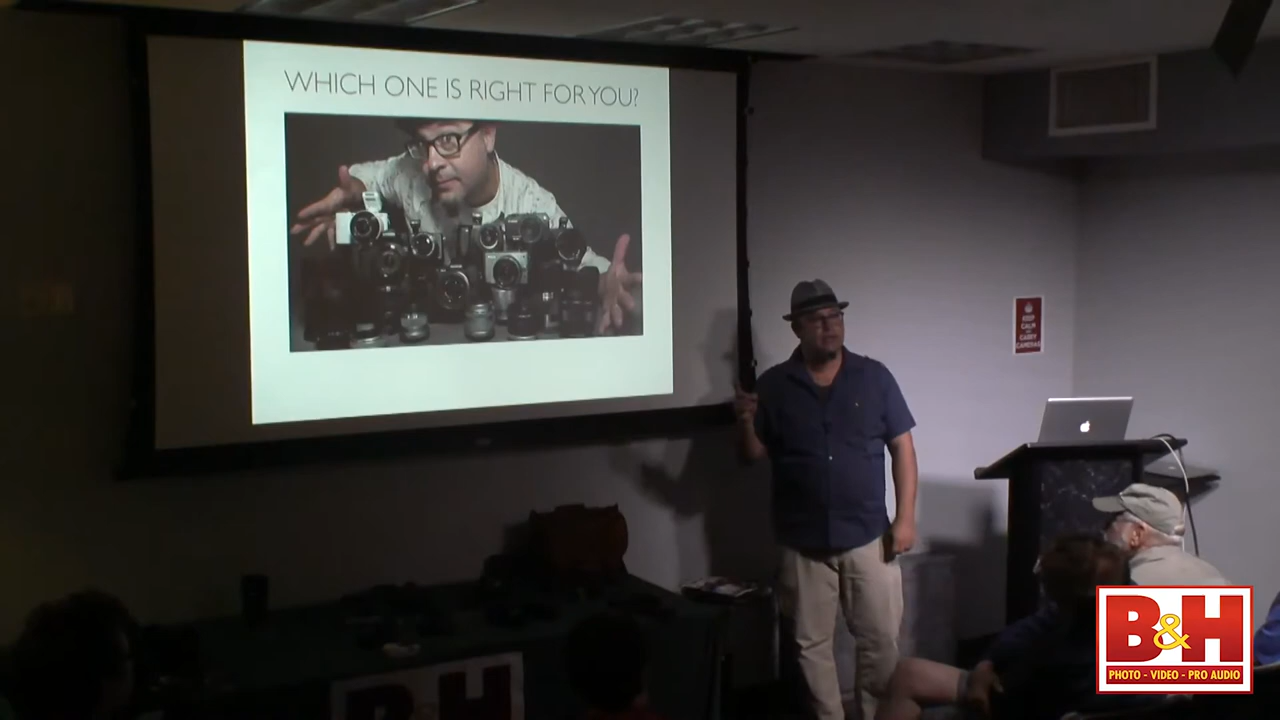 WHICH ONE IS RIGHT FOR YOU?
KEEP
CALM
AND
CARRY
CAMERAS
B&H
PHOTO - VIDEO - PRO AUDIO
B H